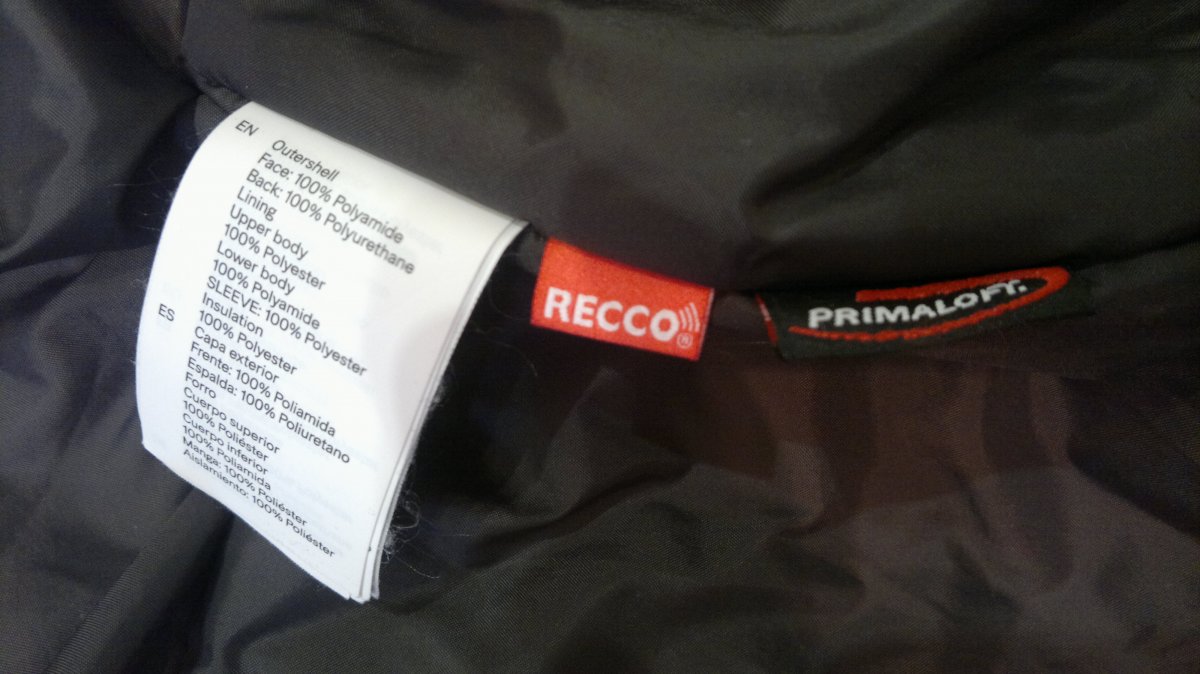 EN
Outershell
Face: 100% Polyamide
Back: 100% Polyurethane
Lining
Upper body
100% Polyester
Lower body
100% Polyamide
SLEEVE: 100% Polyester
Insulation
100% Polyester
ES
Capa exterior
Frente: 100% Poliamida
Espalda: 100% Poliuretano
Forro
Cuerpo superior
100% Poliéster
Cuerpo inferior
100% Poliamida
Manga: 100% Poliéster
Aislamiento: 100% Poliéster
RECCO®
PRIMALOFT.